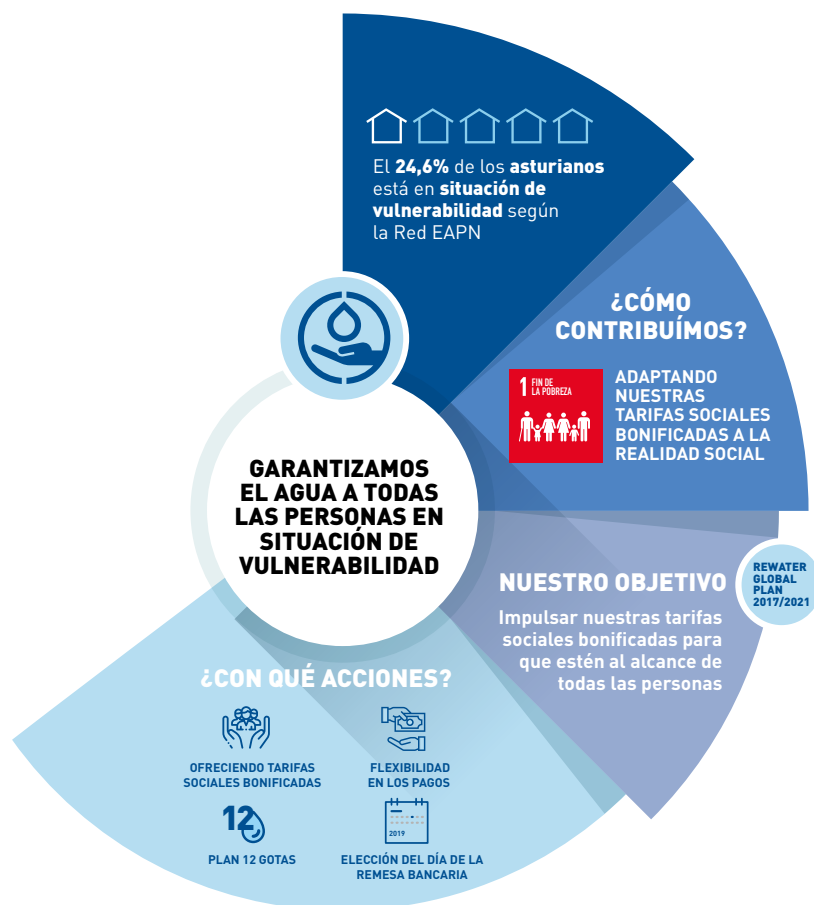 El 24,6% de los asturianos
está en situación de
vulnerabilidad según
la Red EAPN
¿CÓMO
CONTRIBUÍMOS?
1 FIN DE
LA POBREZA
ADAPTANDO
NUESTRAS
TARIFAS SOCIALES
BONIFICADAS A LA
REALIDAD SOCIAL
GARANTIZAMOS
EL AGUA A TODAS
LAS PERSONAS EN
SITUACIÓN DE
VULNERABILIDAD
NUESTRO OBJETIVO
Impulsar nuestras tarifas
sociales bonificadas para
que estén al alcance de
todas las personas
REWATER
GLOBAL
PLAN
2017/2021
¿CON QUÉ ACCIONES?
OFRECIENDO TARIFAS
SOCIALES BONIFICADAS
FLEXIBILIDAD
EN LOS PAGOS
12
PLAN 12 GOTAS
2019
ELECCIÓN DEL DÍA DE LA
REMESA BANCARIA